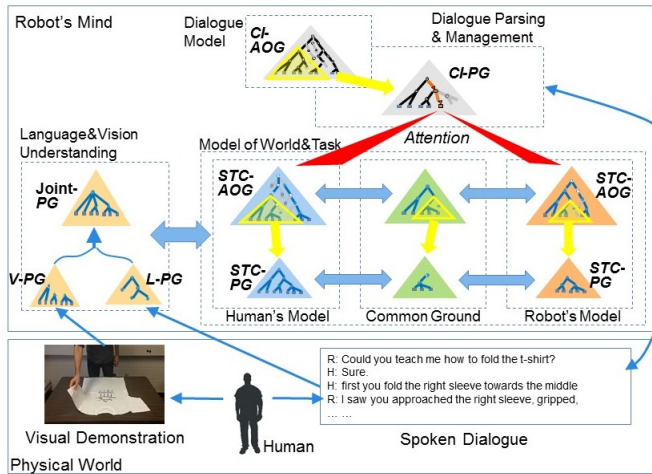 Robot's Mind
Dialogue
Model
CI-
AOG
Dialogue Parsing
& Management
CI-PG
Attention
Language&Vision
Understanding
Model of World&Task
Joint-
PG
V-PG
L-PG
STC-
AOG
STC-
AOG
STC-
PG
STC-
PG
Human's Model
Common Ground
Robot's Model
R: Could you teach me how to fold the t-shirt?
H: Sure.
H: first you fold the right sleeve towards the middle
R: I saw you approached the right sleeve, gripped,
... ...
Visual Demonstration
Human
Spoken Dialogue
Physical World